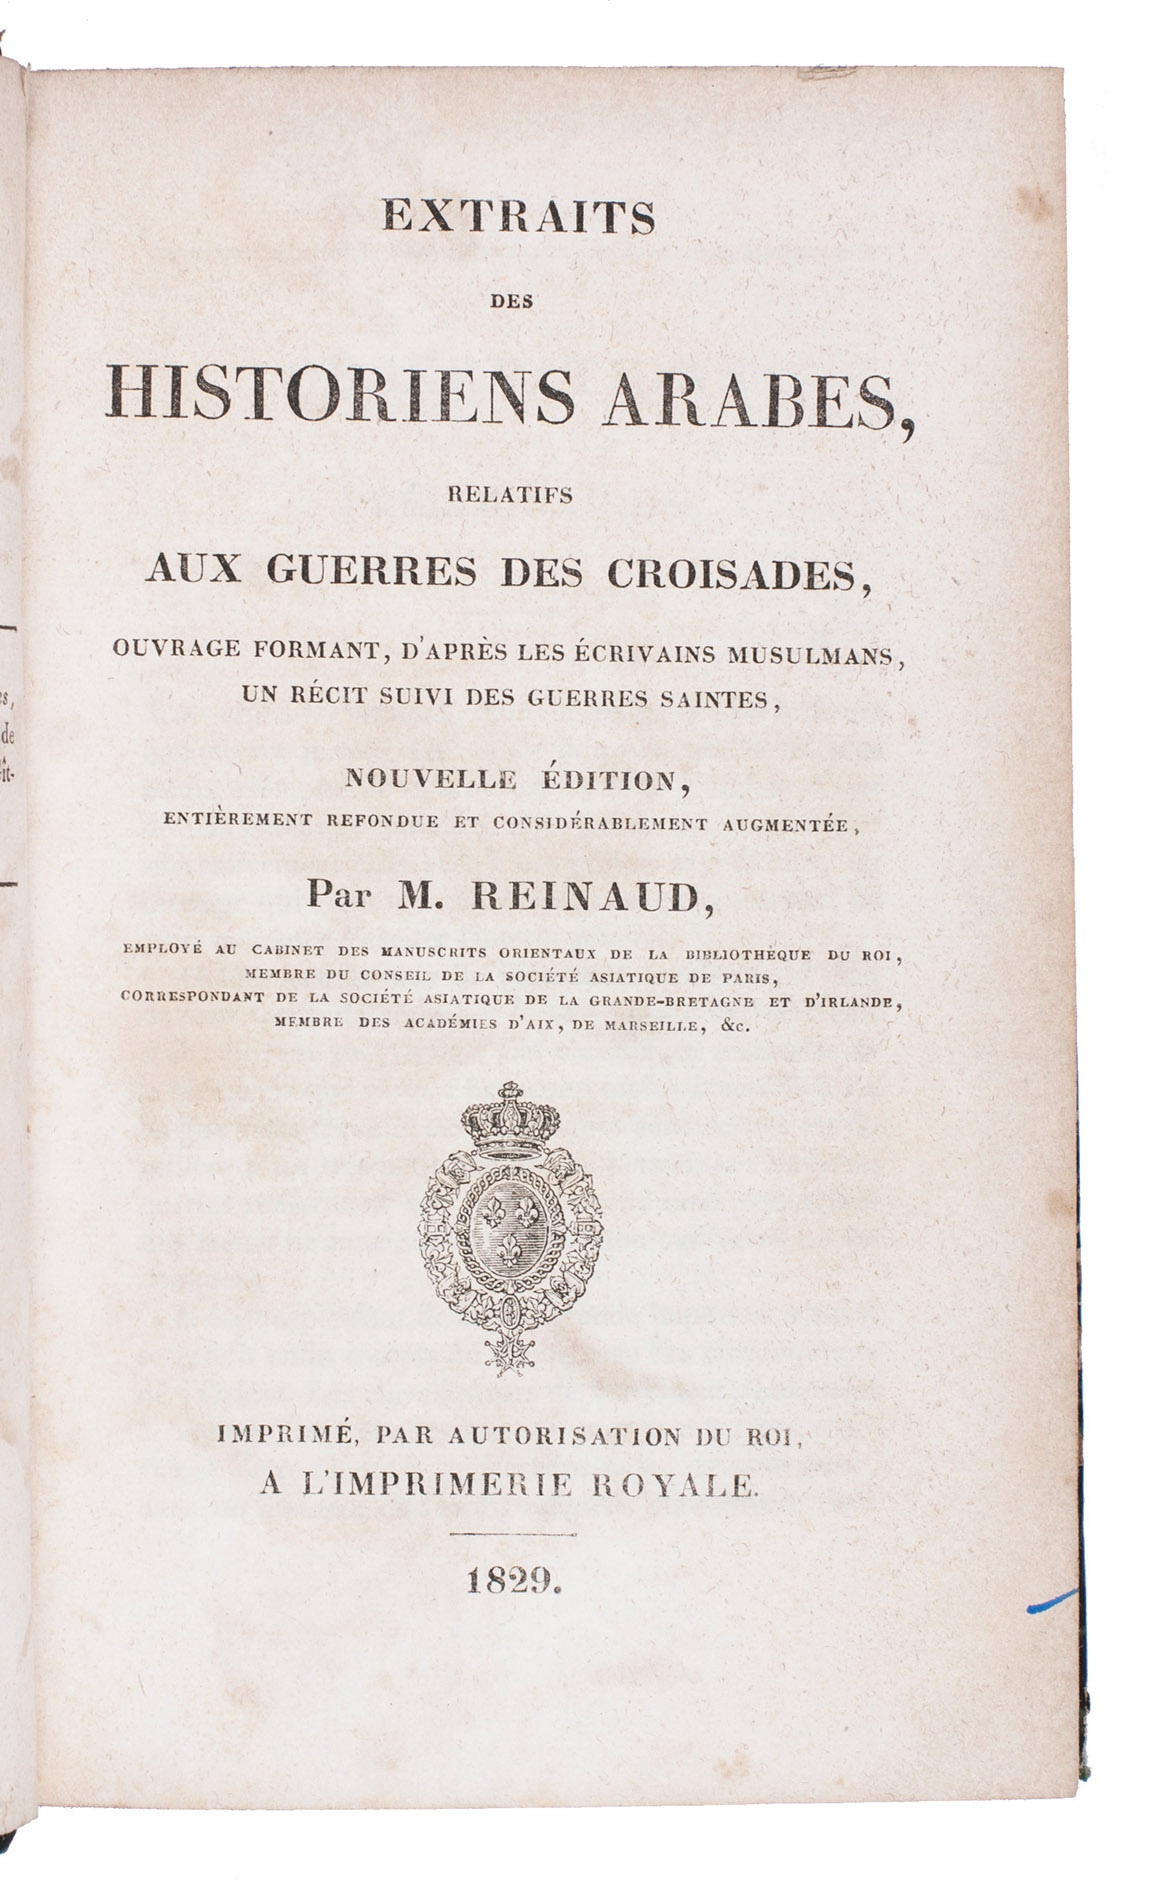 EXTRAITS
DES
HISTORIENS ARABES,
RELATIFS
AUX GUERRES DES CROISADES,
OUVRAGE FORMANT, D'APRÈS LES ÉCRIVAINS MUSULMANS,
UN RÉCIT SUIVI DES GUERRES SAINTES,
NOUVELLE ÉDITION,
ENTIÈREMENT REFONDUE ET CONSIDÉRABLEMENT AUGMENTÉE,
Par M. REINAUD,
EMPLOYÉ AU CABINET DES MANUSCRITS ORIENTAUX DE LA BIBLIOTHÈQUE DU ROI,
MEMBRE DU CONSEIL DE LA SOCIÉTÉ ASIATIQUE DE PARIS,
CORRESPONDANT DE LA SOCIÉTÉ ASIATIQUE DE LA GRANDE-BRETAGNE ET D'IRLANDE,
MEMBRE DES ACADÉMIES D'AIX, DE MARSEILLE, &c.
IMPRIMÉ, PAR AUTORISATION DU ROI,
A L'IMPRIMERIE ROYALE.
1829.